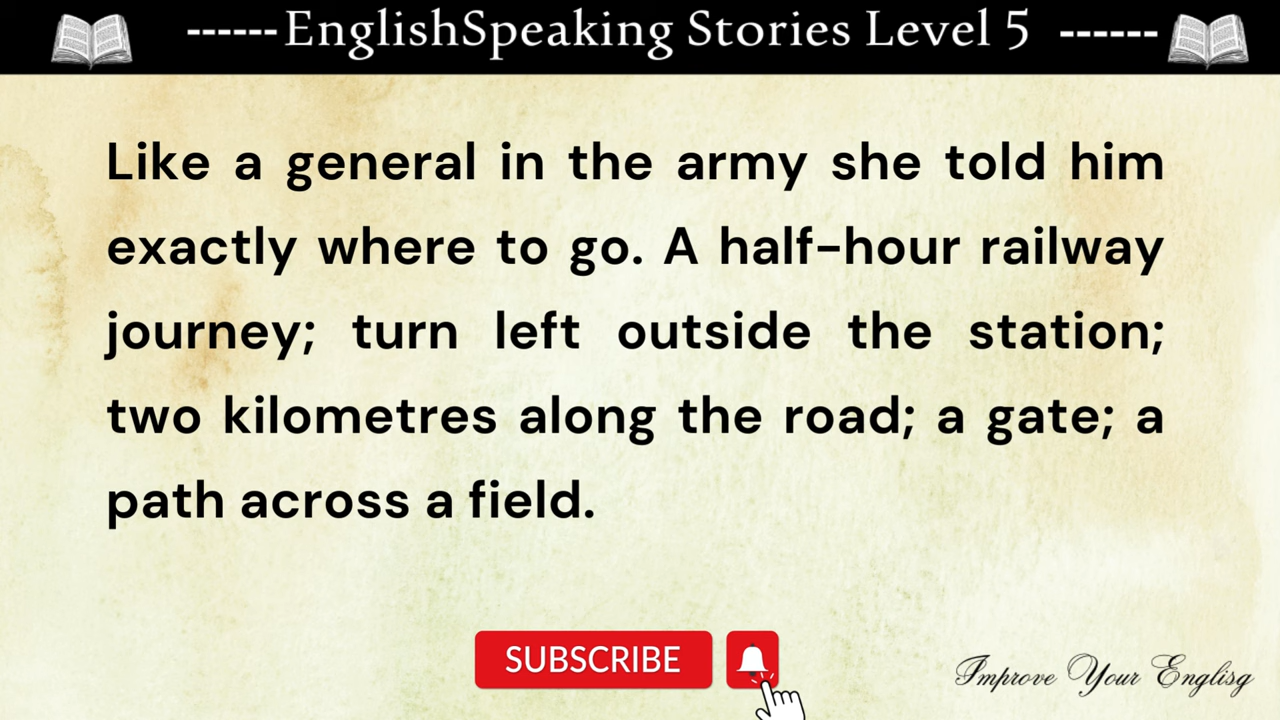 ------EnglishSpeaking Stories Level 5 ------
Like a general in the army she told him
exactly where to go. A half-hour railway
journey; turn left outside the station;
two kilometres along the road; a gate; a
path across a field.
SUBSCRIBE
Improve Your Englisg